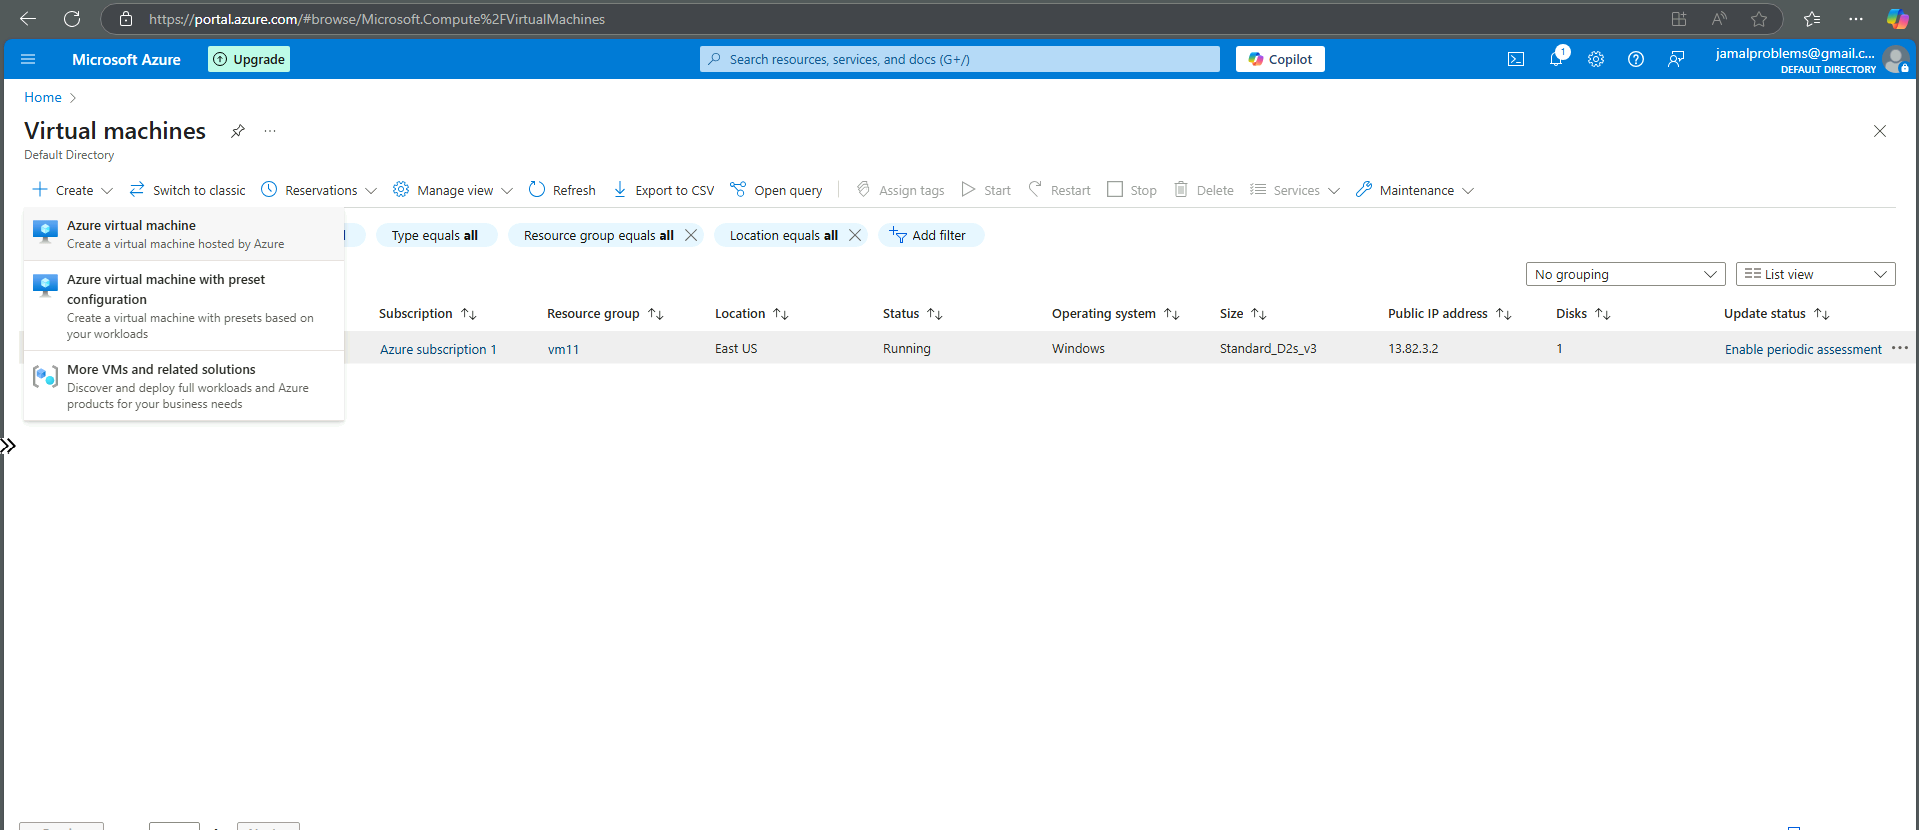 https://portal.azure.com/#browse/Microsoft.Compute%2FVirtualMachines
Microsoft Azure
Upgrade
Search resources, services, and docs (G+/)
Copilot
1
jamalproblems@gmail.c...
DEFAULT DIRECTORY
Home
Virtual machines
Default Directory
Create
Switch to classic
Reservations
Manage view
Refresh
Export to CSV
Open query
Assign tags
Start
Restart
Stop
Delete
Services
Maintenance
Azure virtual machine
Create a virtual machine hosted by Azure
Azure virtual machine with preset
configuration
Create a virtual machine with presets based on
your workloads
More VMs and related solutions
Discover and deploy full workloads and Azure
products for your business needs
Type equals all
Resource group equals all
Location equals all
Add filter
No grouping
List view
Subscription
Resource group
Location
Status
Operating system
Size
Public IP address
Disks
Update status
Azure subscription 1
vm11
East US
Running
Windows
Standard_D2s_v3
13.82.3.2
1
Enable periodic assessment